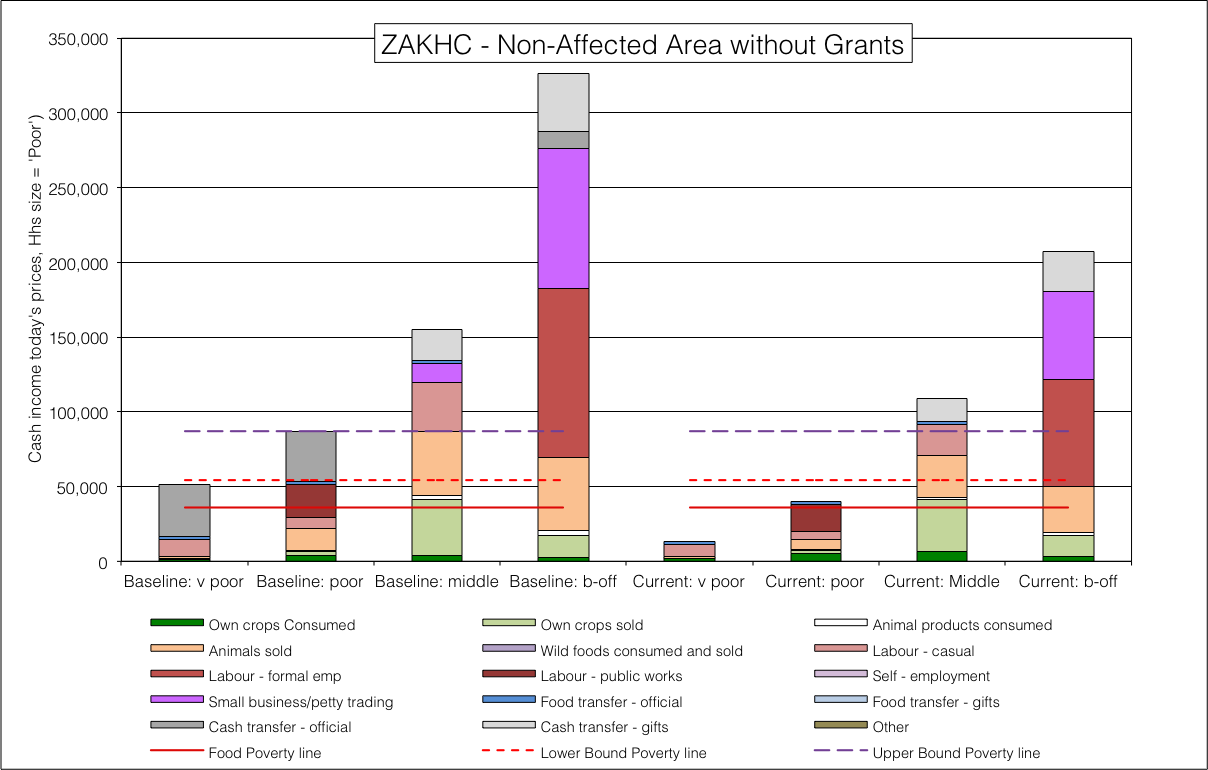 ZAKHC - Non-Affected Area without Grants
Cash income today's prices, Hhs size = 'Poor')
350,000
300,000
250,000
200,000
150,000
100,000
50,000
0
Baseline: v poor Baseline: poor Baseline: middle Baseline: b-off Current: v poor Current: poor Current: Middle Current: b-off
Own crops Consumed Own crops sold Animal products consumed
Animals sold Wild foods consumed and sold Labour - casual
Labour - formal emp Labour - public works Self - employment
Small business/petty trading Food transfer - official Food transfer - gifts
Cash transfer - official Cash transfer - gifts Other
Food Poverty line Lower Bound Poverty line Upper Bound Poverty line